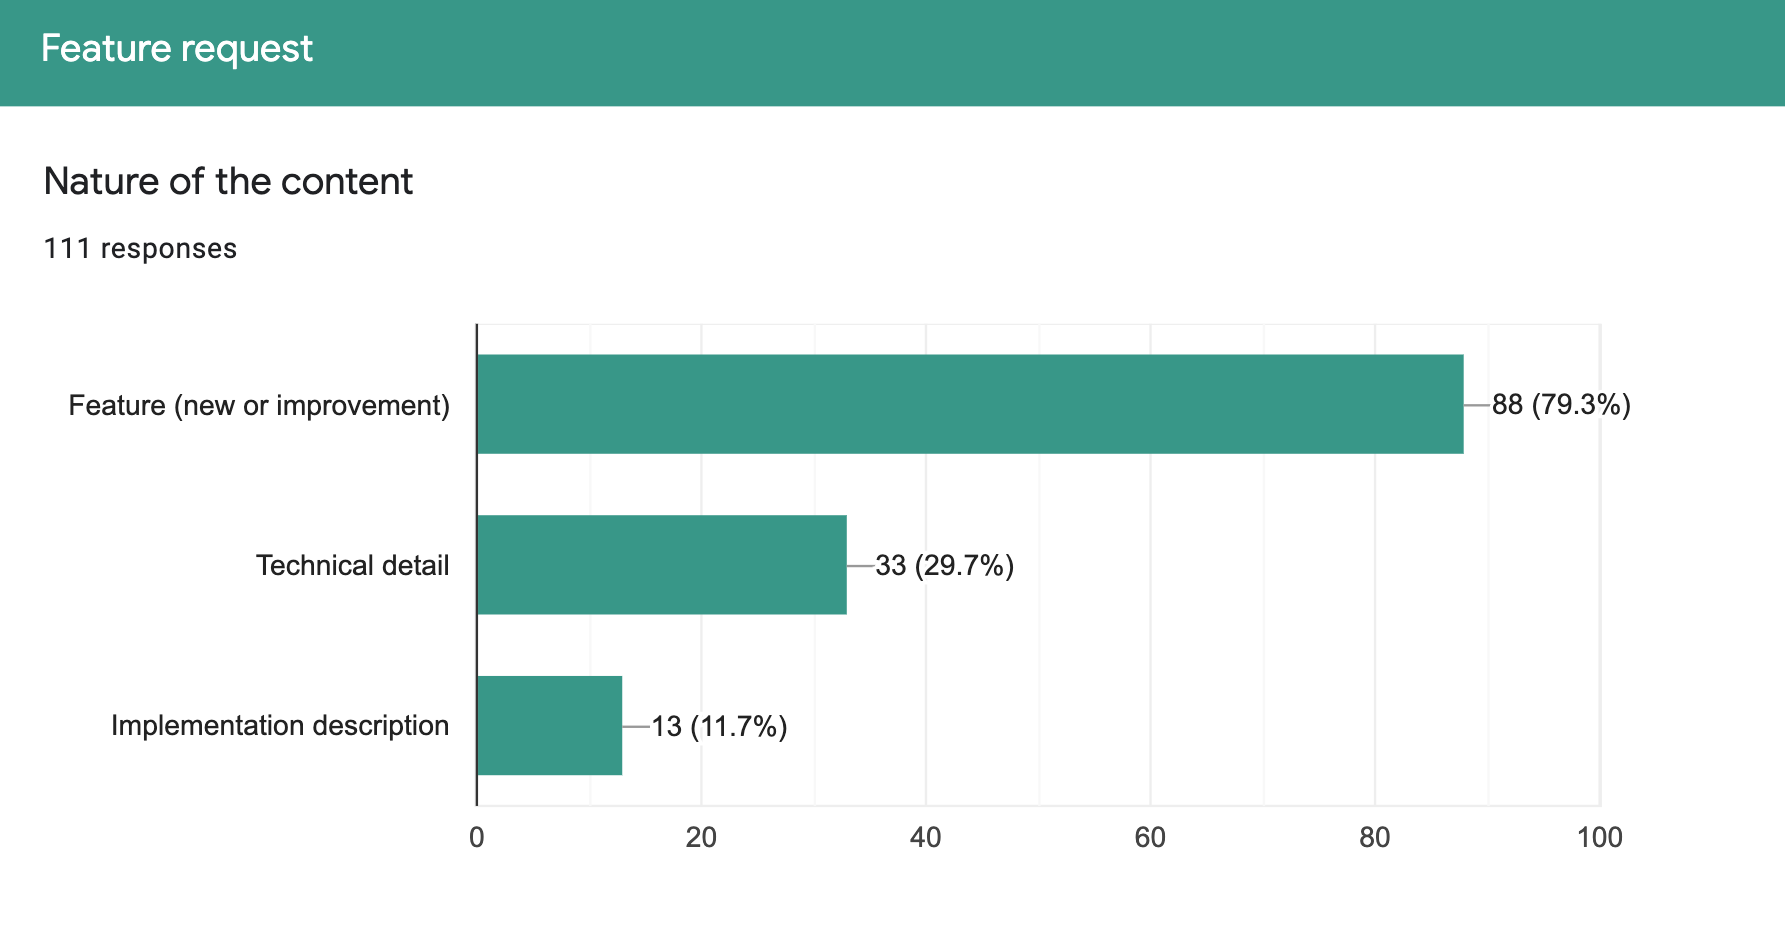 Feature request
Nature of the content
111 responses
Feature (new or improvement)
88 (79.3%)
Technical detail
33 (29.7%)
Implementation description
13 (11.7%)
0 20 40 60 80 100